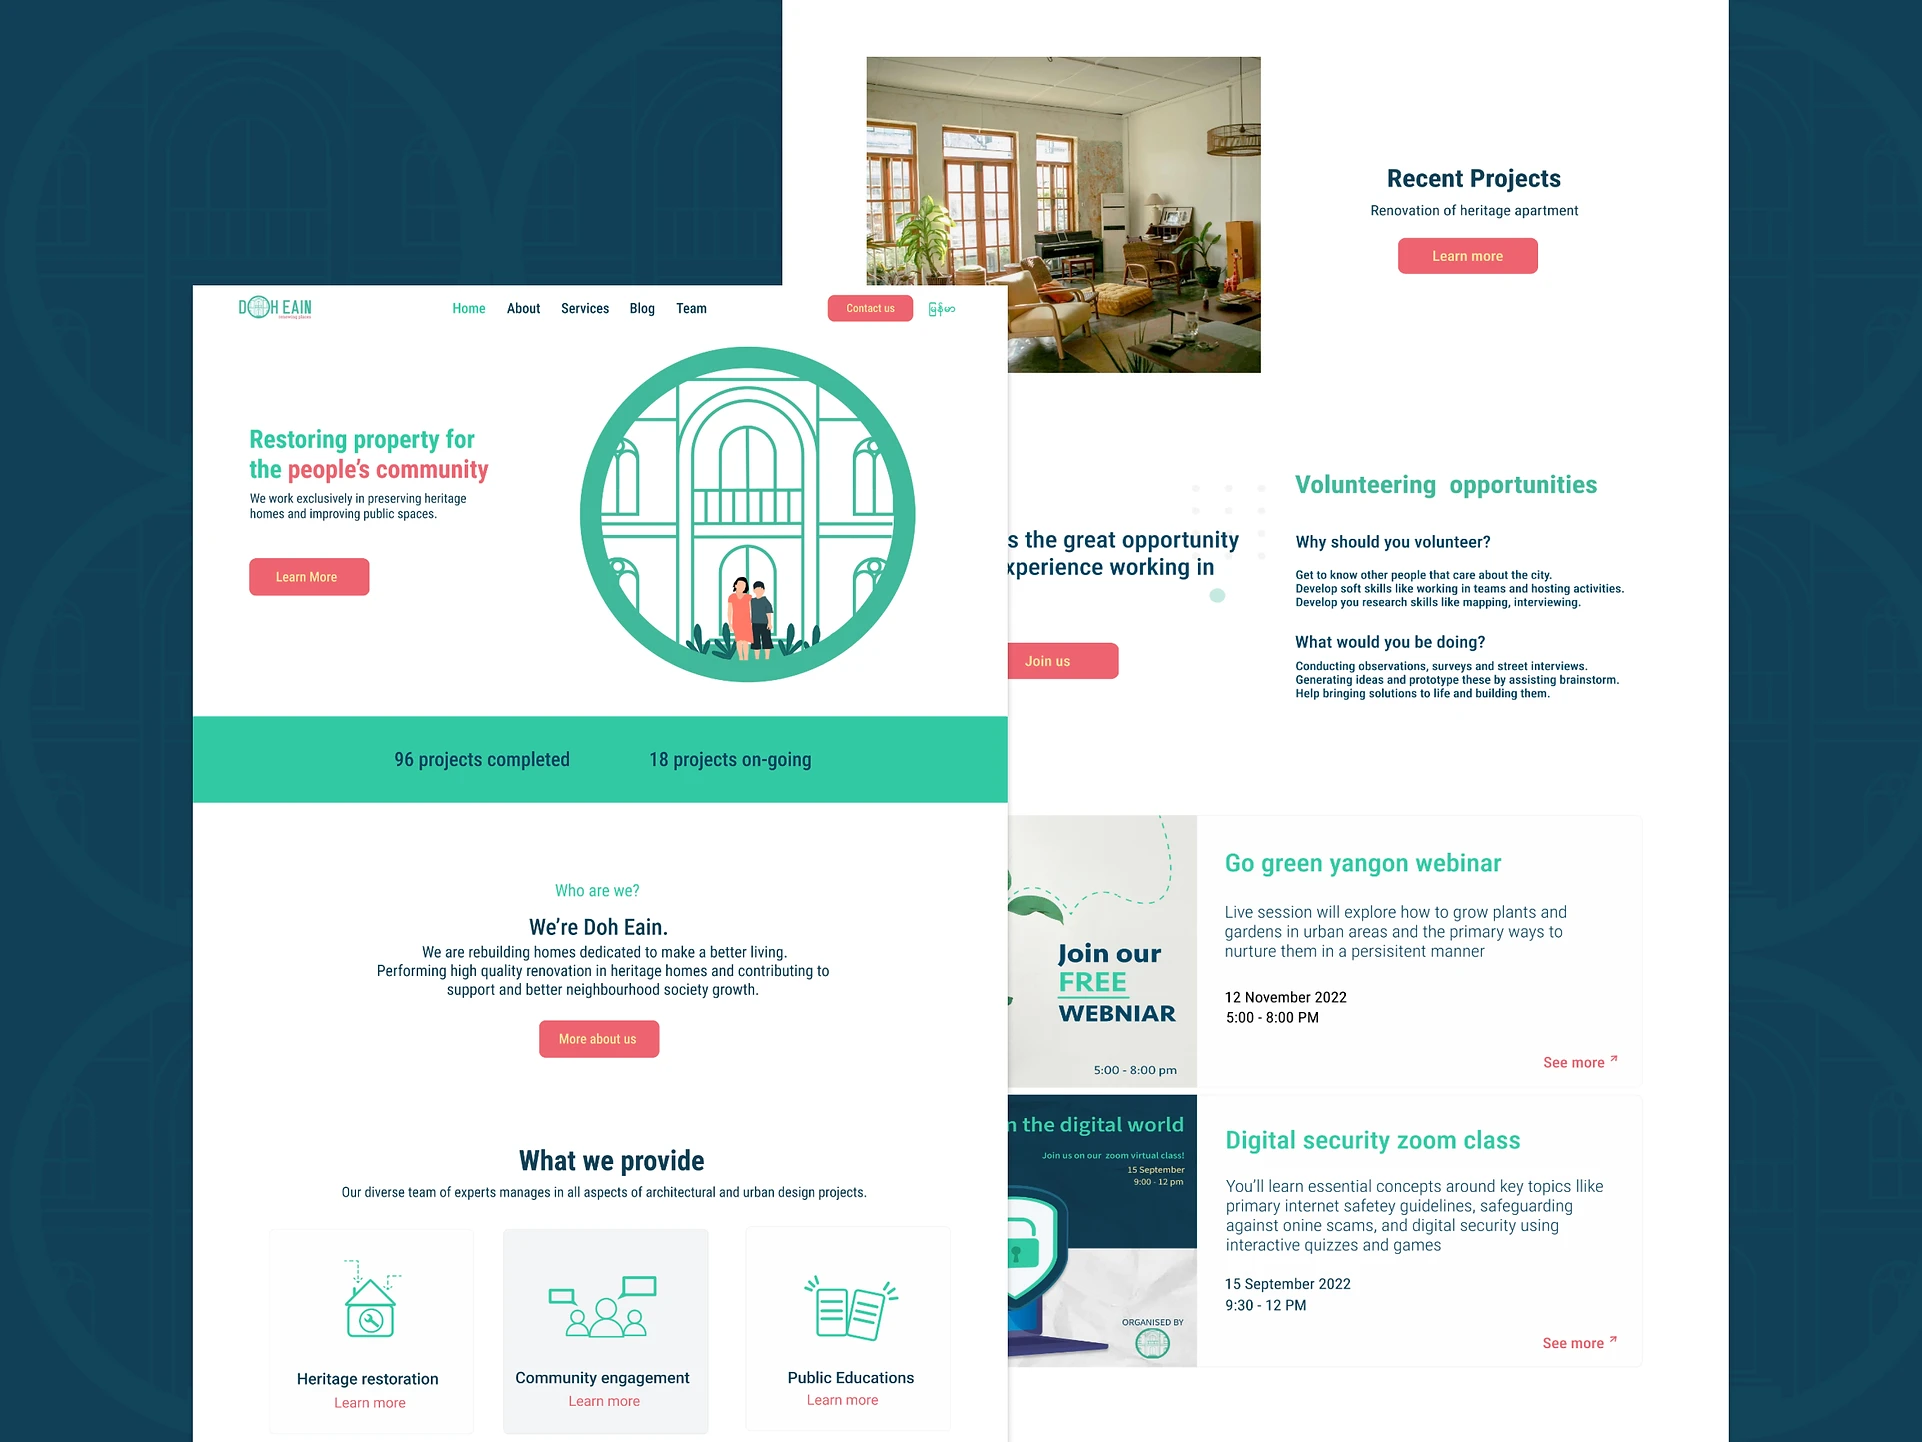 DOH EAIN
renewing places
Home
About
Services
Blog
Team
Contact us
မြန်မာ
Restoring property for
the people’s community
We work exclusively in preserving heritage
homes and improving public spaces.
Learn More
96 projects completed
18 projects on-going
Who are we?
We’re Doh Eain.
We are rebuilding homes dedicated to make a better living.
Performing high quality renovation in heritage homes and contributing to
support and better neighbourhood society growth.
More about us
What we provide
Our diverse team of experts manages in all aspects of architectural and urban design projects.
Heritage restoration
Learn more
Community engagement
Learn more
Public Educations
Learn more
Recent Projects
Renovation of heritage apartment
Learn more
s the great opportunity
xperience working in
Join us
Volunteering opportunities
Why should you volunteer?
Get to know other people that care about the city.
Develop soft skills like working in teams and hosting activities.
Develop you research skills like mapping, interviewing.
What would you be doing?
Conducting observations, surveys and street interviews.
Generating ideas and prototype these by assisting brainstorm.
Help bringing solutions to life and building them.
Join our
FREE
WEBNIAR
5:00 - 8:00 pm
Go green yangon webinar
Live session will explore how to grow plants and
gardens in urban areas and the primary ways to
nurture them in a persisitent manner
12 November 2022
5:00 - 8:00 PM
See more
n the digital world
Join us on our zoom virtual class!
15 September
9:00 - 12 pm
ORGANISED BY
Digital security zoom class
You’ll learn essential concepts around key topics llike
primary internet safetey guidelines, safeguarding
against onine scams, and digital security using
interactive quizzes and games
15 September 2022
9:30 - 12 PM
See more